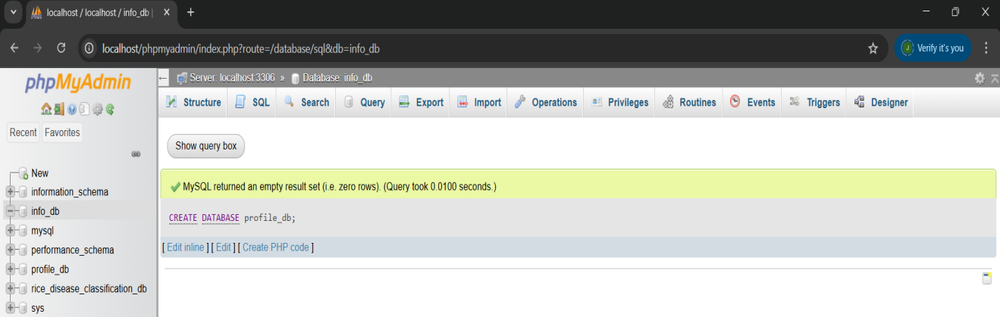 localhost / localhost / info_db |
localhost/phpmyadmin/index.php?route=/database/sql&db=info_db
Verify it's you
phpMyAdmin
Recent Favorites
New
information_schema
info_db
mysql
performance_schema
profile_db
rice_disease_classification_db
sys
Server: localhost:3306 » Database: info_db
Structure SQL Search Query Export Import Operations Privileges Routines Events Triggers Designer
Show query box
MySQL returned an empty result set (i.e. zero rows). (Query took 0.0100 seconds.)
CREATE DATABASE profile_db;
[ Edit inline ] [ Edit ] [ Create PHP code ]